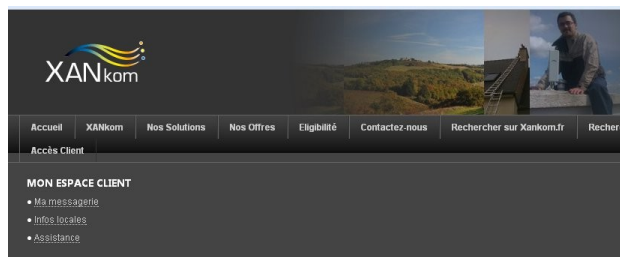 XANkom
Accueil XANkom Nos Solutions Nos Offres Eligibilité Contactez-nous Rechercher sur Xankom.fr Recher
Accès Client
MON ESPACE CLIENT
• Ma messagerie
• Infos locales
• Assistance